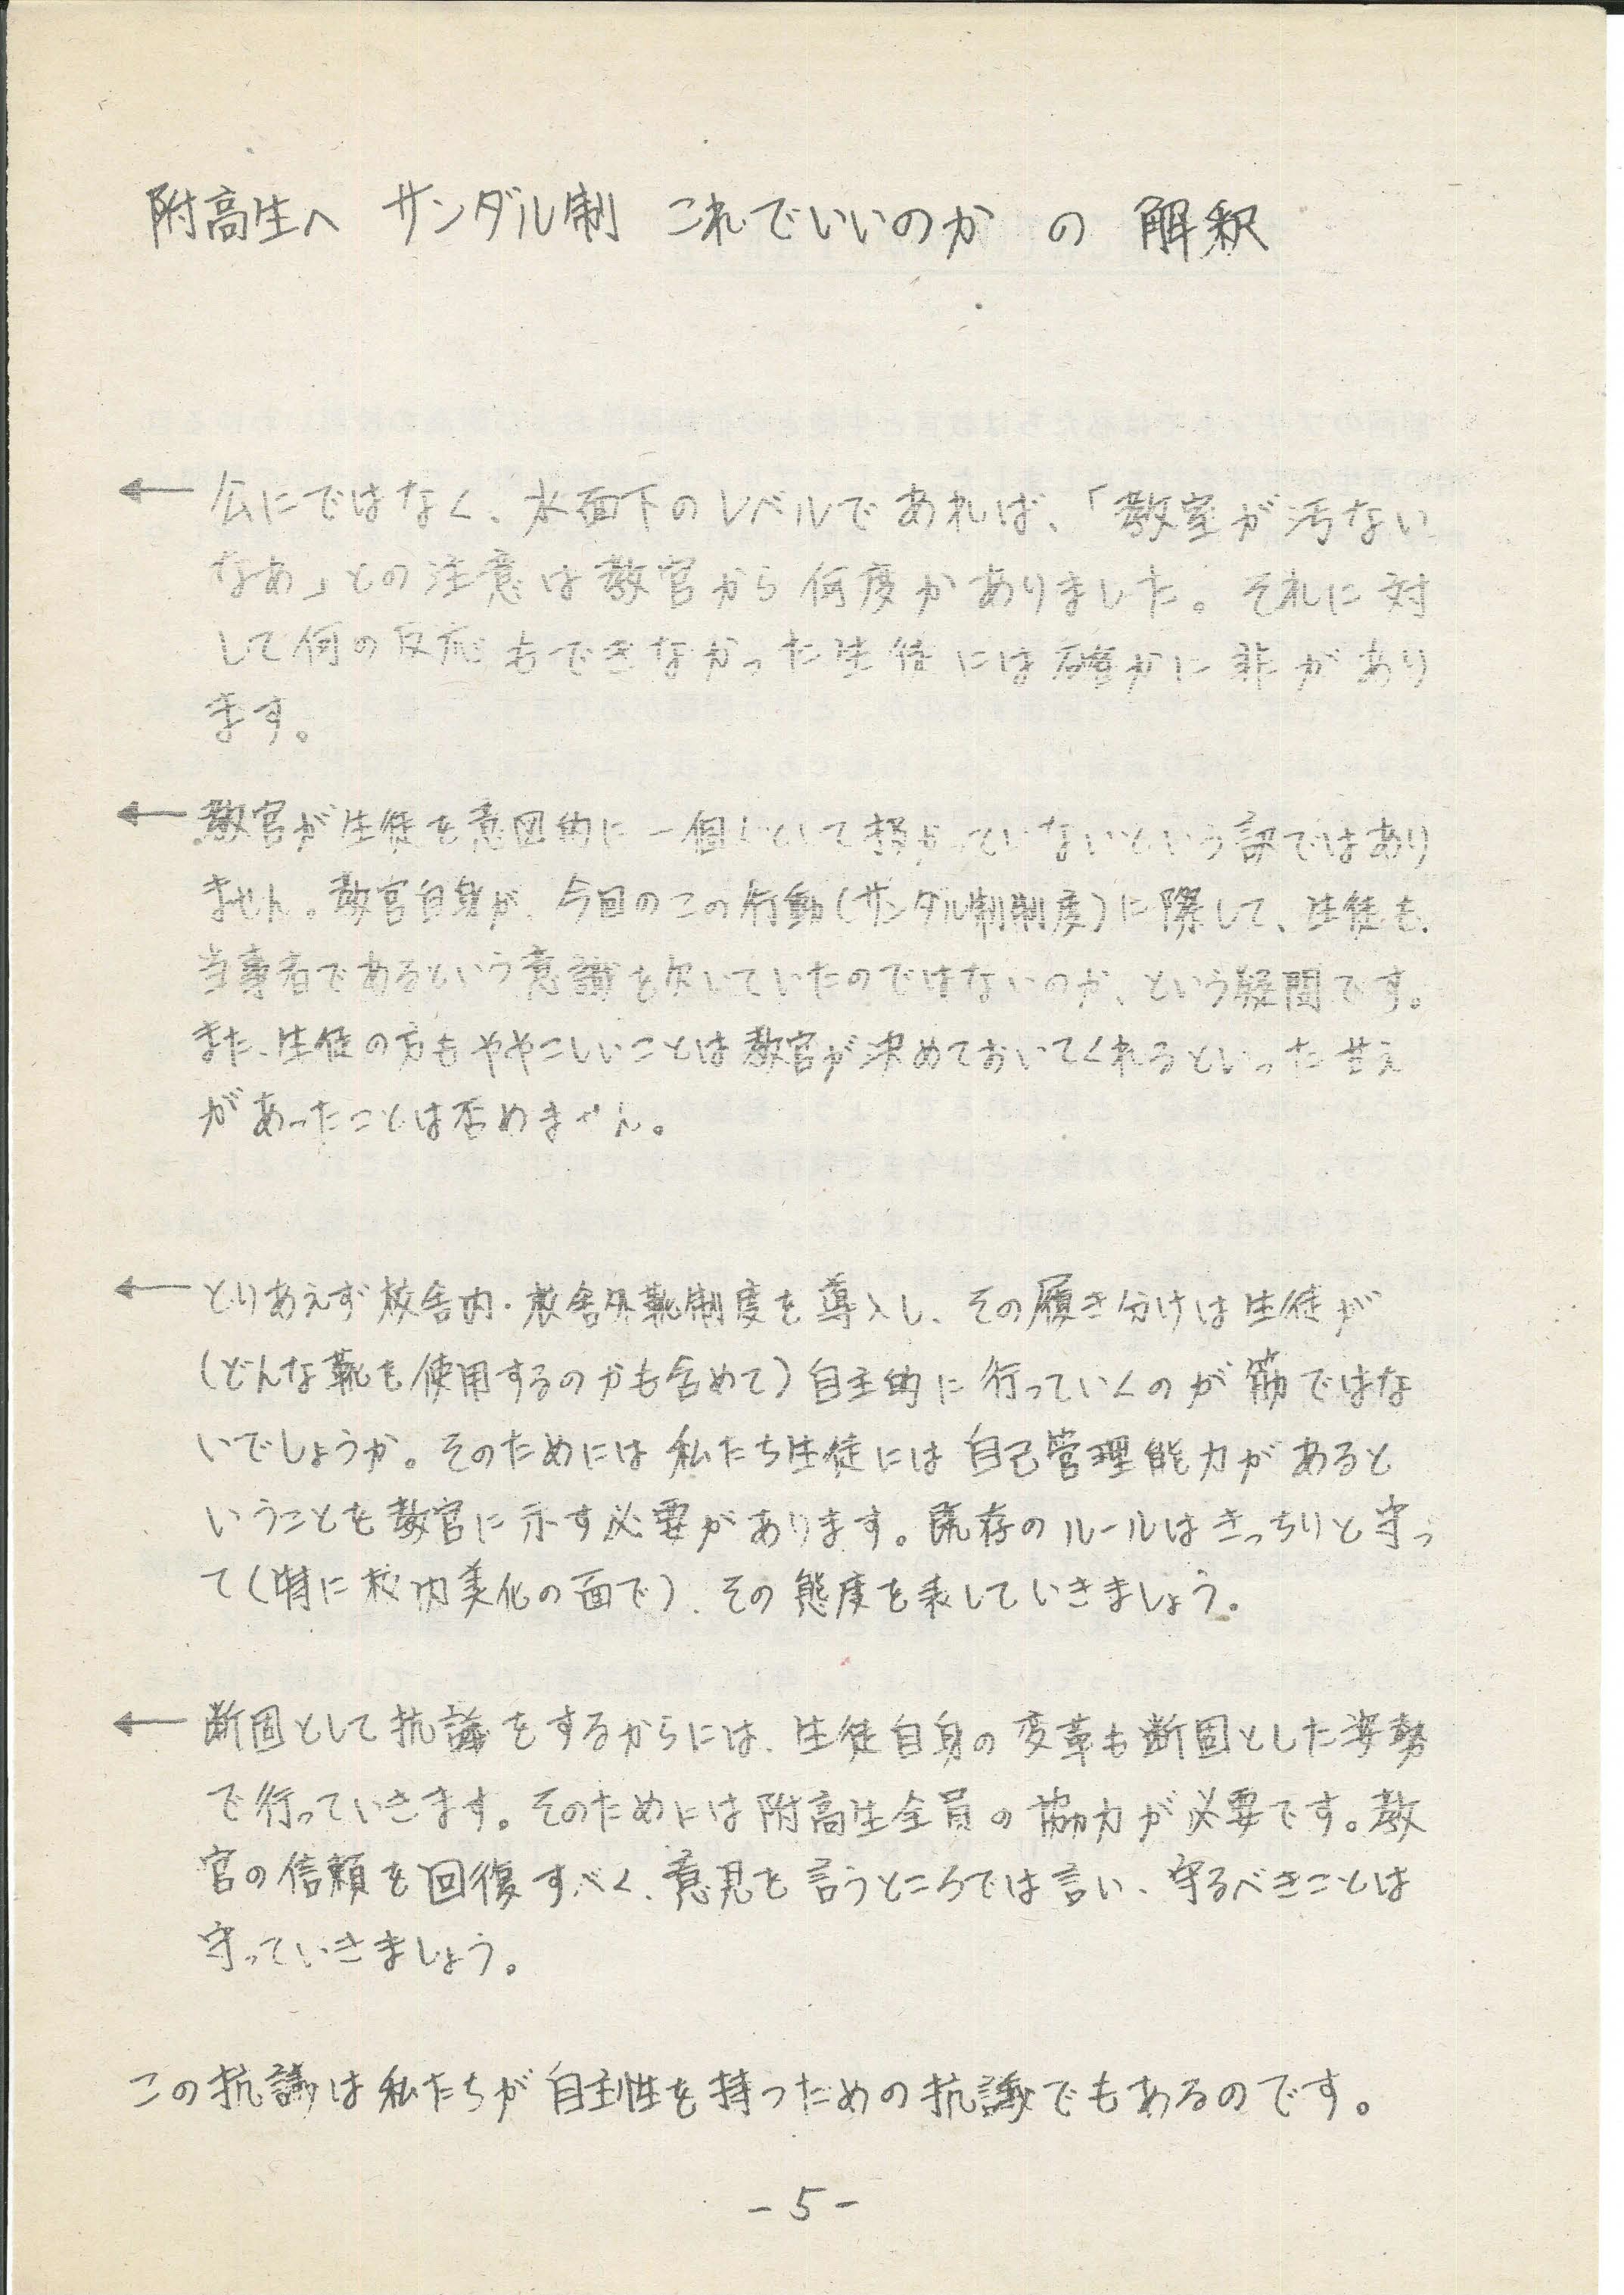 附高生へ サンダル制 これでいいのか の 解釈
← 公にではなく、水面下のレベルであれば、「教室が汚ない
なあ」との注意は教官から何度かありました。それに対
して何の反応もできなかった生徒には確かに非があり
ます。
← 教官が生徒を意図的に一個人として扱かっていないという訳ではあり
ません。教官自身が、今回のこの行動(サンダル制制度)に際して、生徒も、
当事者であるという意識を欠いていたのではないのか、という疑問です。
また、生徒の方もややこしいことは教官が決めておいてくれるといった甘え
があったことは否めません。
← とりあえず校舎内・校舎外靴制度を導入し、その履き分けは生徒が
(どんな靴を使用するのかも含めて)自主的に行っていくのが筋ではな
いでしょうか。そのためには私たち生徒には自己管理能力があると
いうことを教官に示す必要があります。既存のルールはきっちりと守っ
て(特に校内美化の面で)、その態度を表していきましょう。
← 断固として抗議をするからには、生徒自身の変革も断固とした姿勢
で行っていきます。そのためには附高生全員の協力が必要です。教
官の信頼を回復すべく、意見を言うところでは言い、守るべきことは
守っていきましょう。
この抗議は私たちが自主性を持つための抗議でもあるのです。
- 5 -